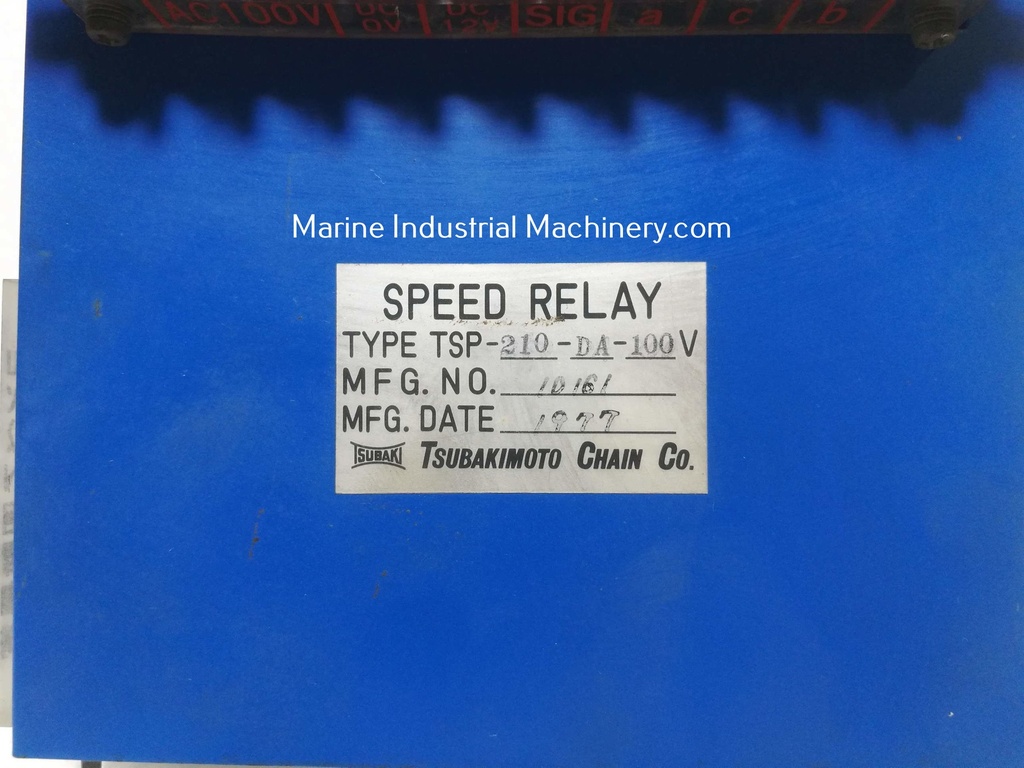 AC100V DC 0V DC 12V SIG a c b
Marine Industrial Machinery.com
SPEED RELAY
TYPE TSP-210-DA-100V
MFG. NO. 10161
MFG. DATE 1977
TSUBAKI TSUBAKIMOTO CHAIN CO.